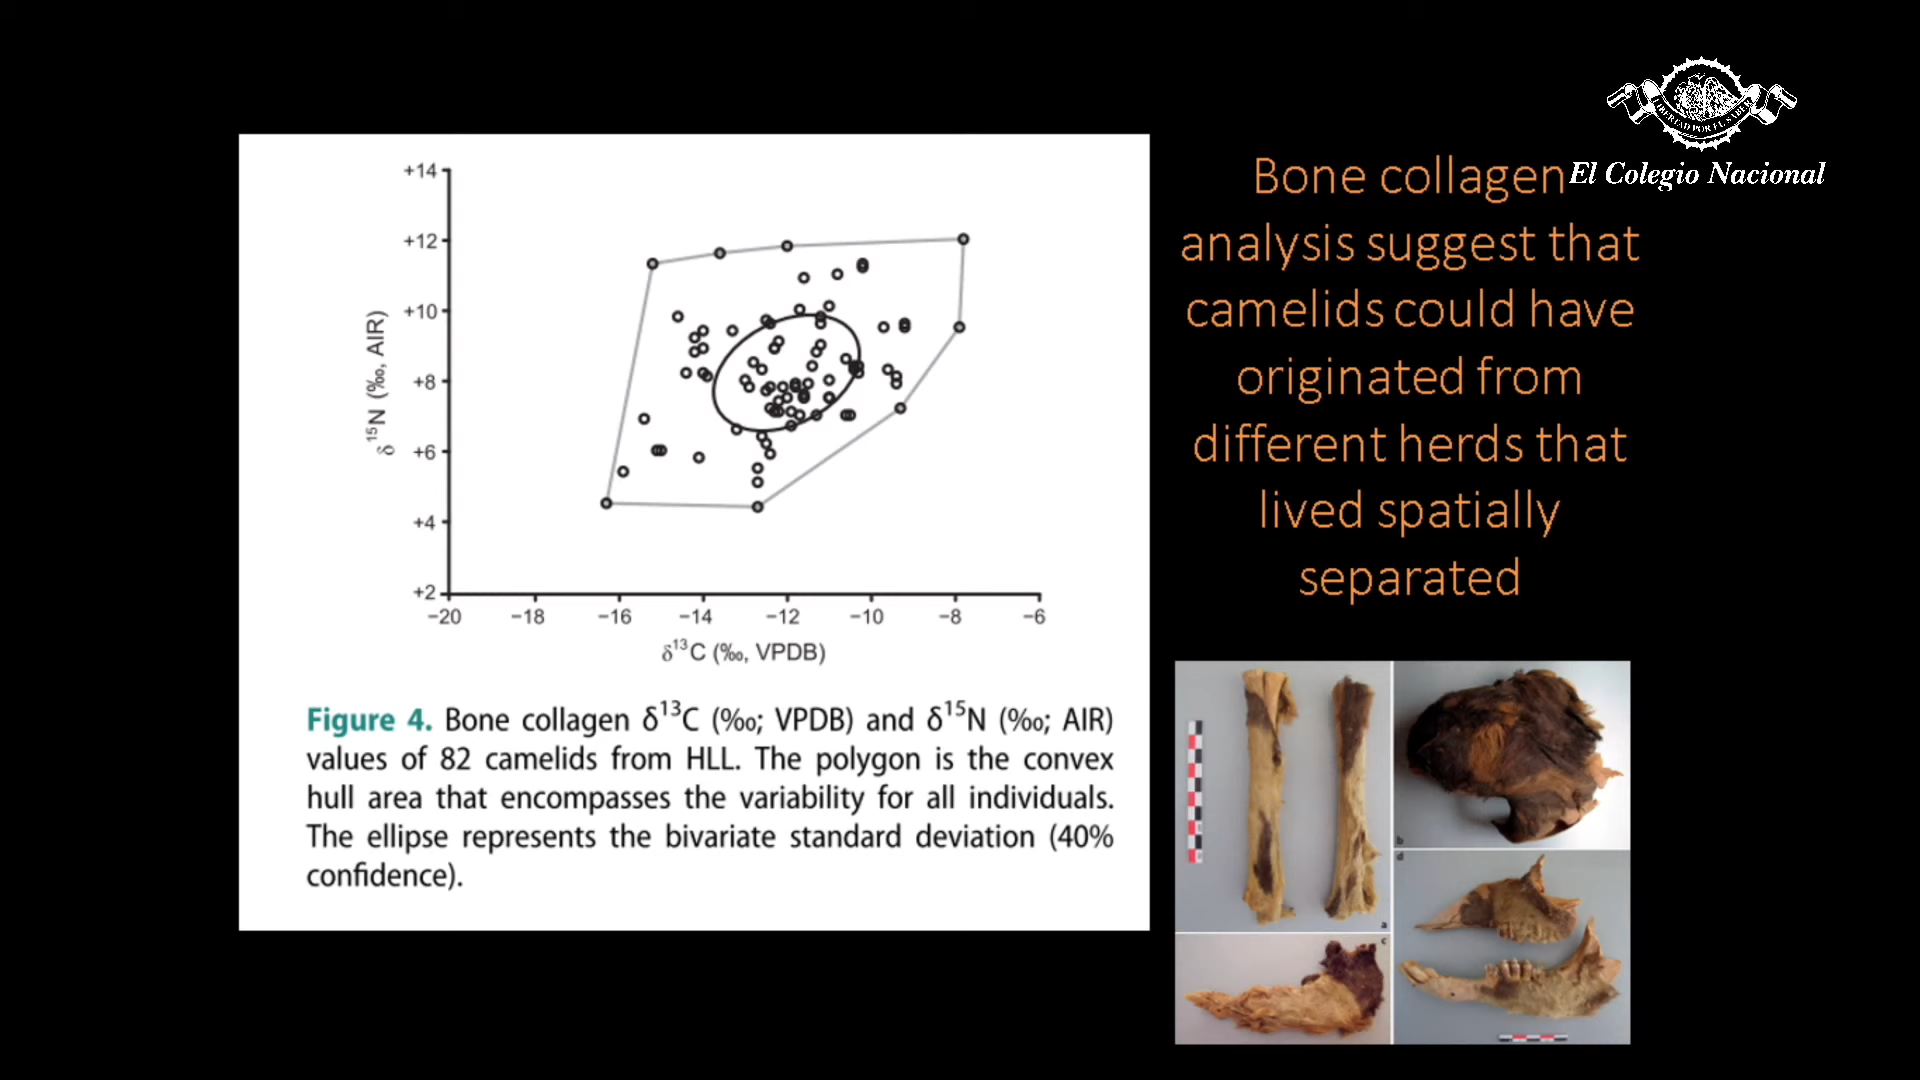 LIBERTAD POR EL SABER
El Colegio Nacional
Bone collagen
analysis suggest that
camelids could have
originated from
different herds that
lived spatially
separated
+14
+12
+10
+8
+6
+4
+2
δ15N (‰, AIR)
−20 −18 −16 −14 −12 −10 −8 −6
δ13C (‰, VPDB)
Figure 4. Bone collagen δ13C (‰; VPDB) and δ15N (‰; AIR)
values of 82 camelids from HLL. The polygon is the convex
hull area that encompasses the variability for all individuals.
The ellipse represents the bivariate standard deviation (40%
confidence).
a
b
c
d